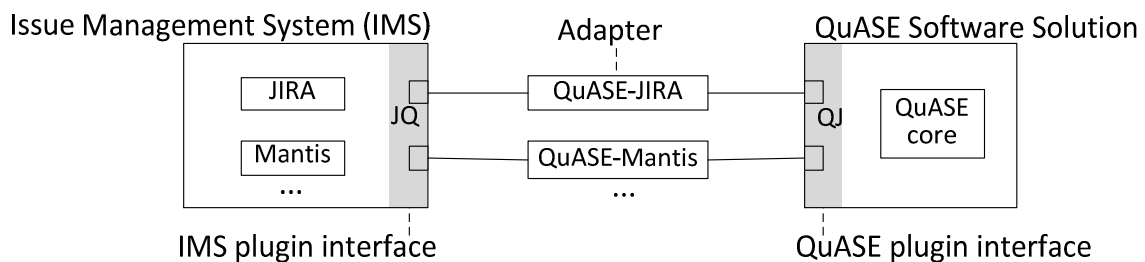 Issue Management System (IMS)
Adapter
QuASE Software Solution
JIRA
JQ
QuASE-JIRA
QJ
QuASE
core
Mantis
...
QuASE-Mantis
...
IMS plugin interface
QuASE plugin interface